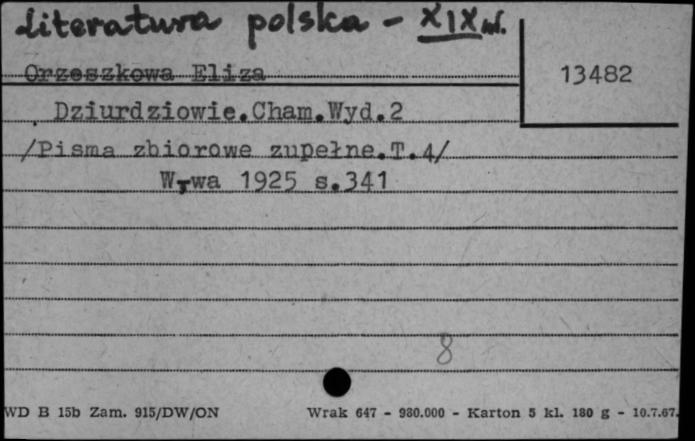 Literatura polska - XIX w.
Orzeszkowa Eliza
13482
Dziurdziowie.Cham.Wyd.2
/Pisma zbiorowe zupełne.T.4/
W-wa 1925 s.341
8
WD B 15b Zam. 915/DW/ON Wrak 647 - 980.000 - Karton 5 kl. 180 g - 10.7.67.